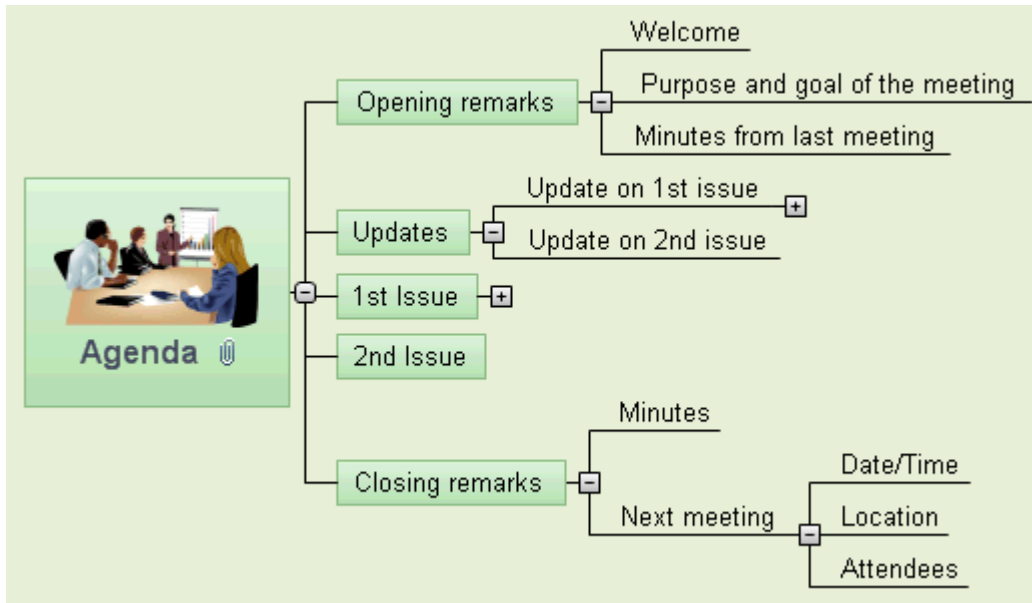 Agenda
Opening remarks
Welcome
Purpose and goal of the meeting
Minutes from last meeting
Updates
Update on 1st issue
Update on 2nd issue
1st Issue
2nd Issue
Closing remarks
Minutes
Next meeting
Date/Time
Location
Attendees